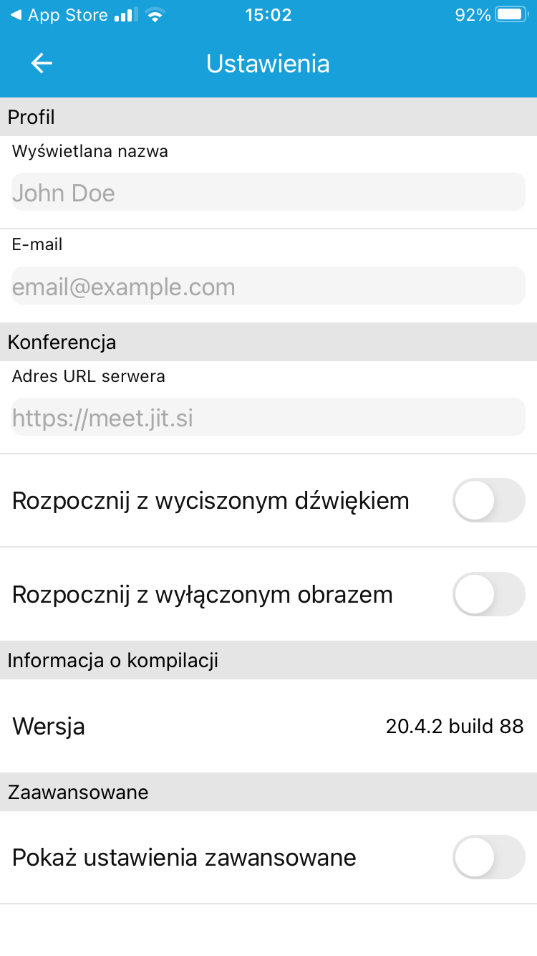 App Store 15:02 92%
Ustawienia
Profil
Wyświetlana nazwa
John Doe
E-mail
email@example.com
Konferencja
Adres URL serwera
https://meet.jit.si
Rozpocznij z wyciszonym dźwiękiem
Rozpocznij z wyłączonym obrazem
Informacja o kompilacji
Wersja 20.4.2 build 88
Zaawansowane
Pokaż ustawienia zawansowane